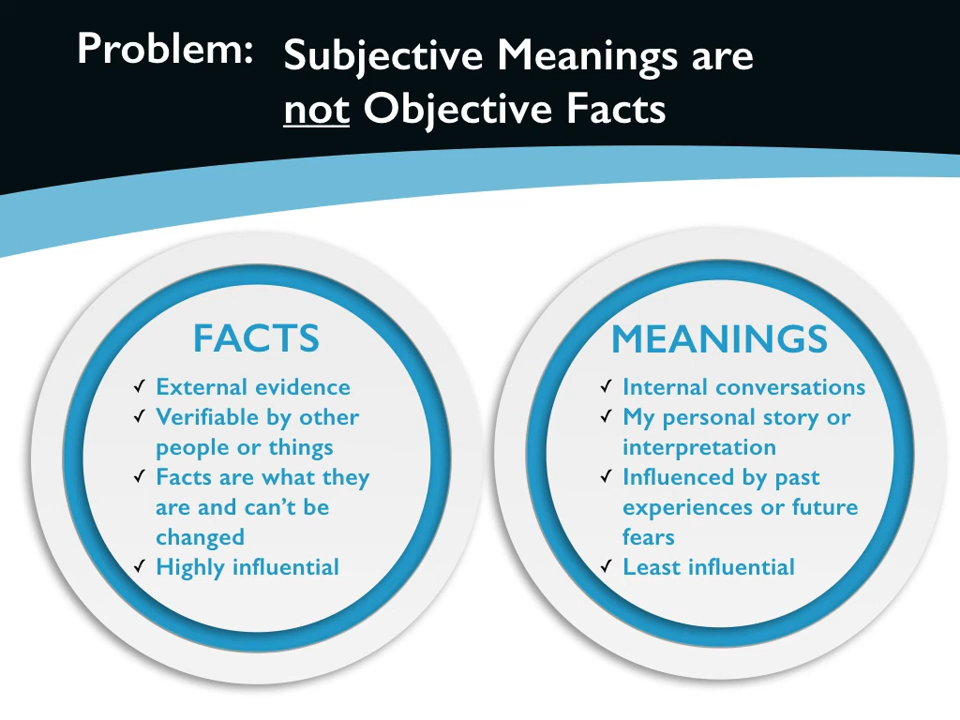 Problem:
Subjective Meanings are
not Objective Facts
FACTS
✓ External evidence
✓ Verifiable by other
people or things
✓ Facts are what they
are and can’t be
changed
✓ Highly influential
MEANINGS
✓ Internal conversations
✓ My personal story or
interpretation
✓ Influenced by past
experiences or future
fears
✓ Least influential